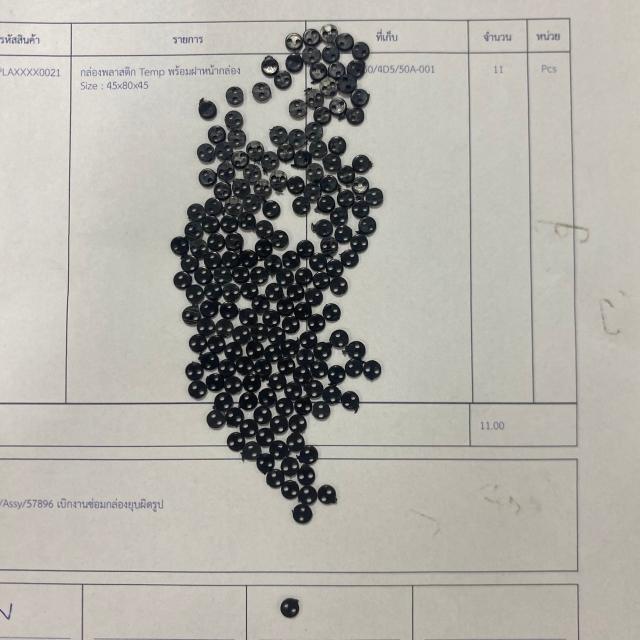 รหัสสินค้า รายการ ที่เก็บ จำนวน หน่วย
PLAXXXX0021 กล่องพลาสติก Temp พร้อมฝาหน้ากล่อง 50/4D5/50A-001 11 Pcs
Size : 45x80x45
11.00
/Assy/57896 เบิกงานซ่อมกล่องยุบผิดรูป